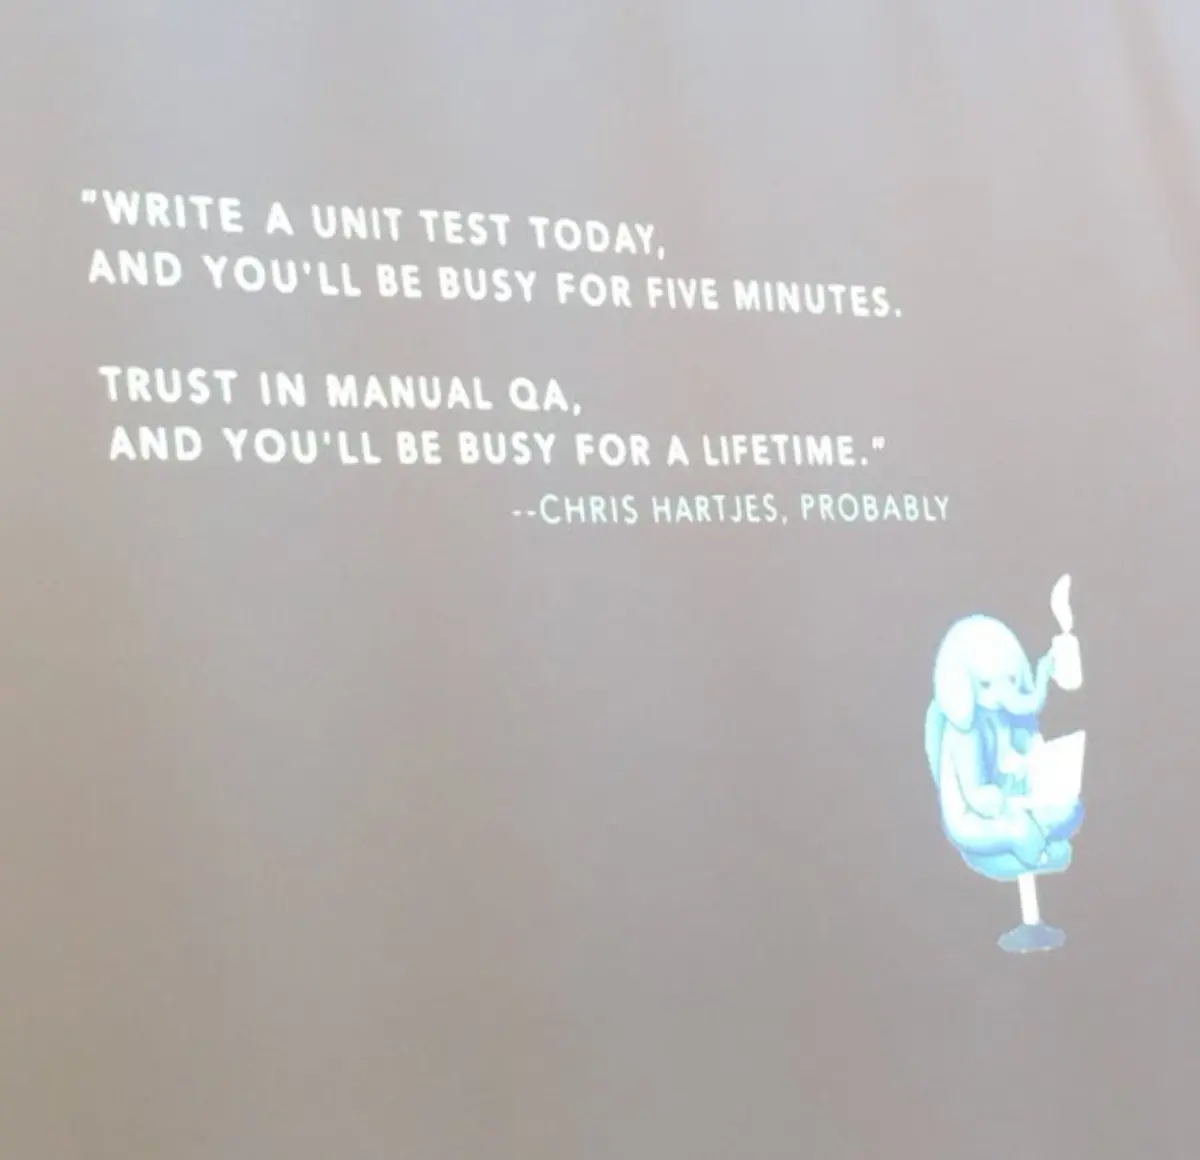 "WRITE A UNIT TEST TODAY,
AND YOU'LL BE BUSY FOR FIVE MINUTES.
TRUST IN MANUAL QA,
AND YOU'LL BE BUSY FOR A LIFETIME."
--CHRIS HARTJES, PROBABLY